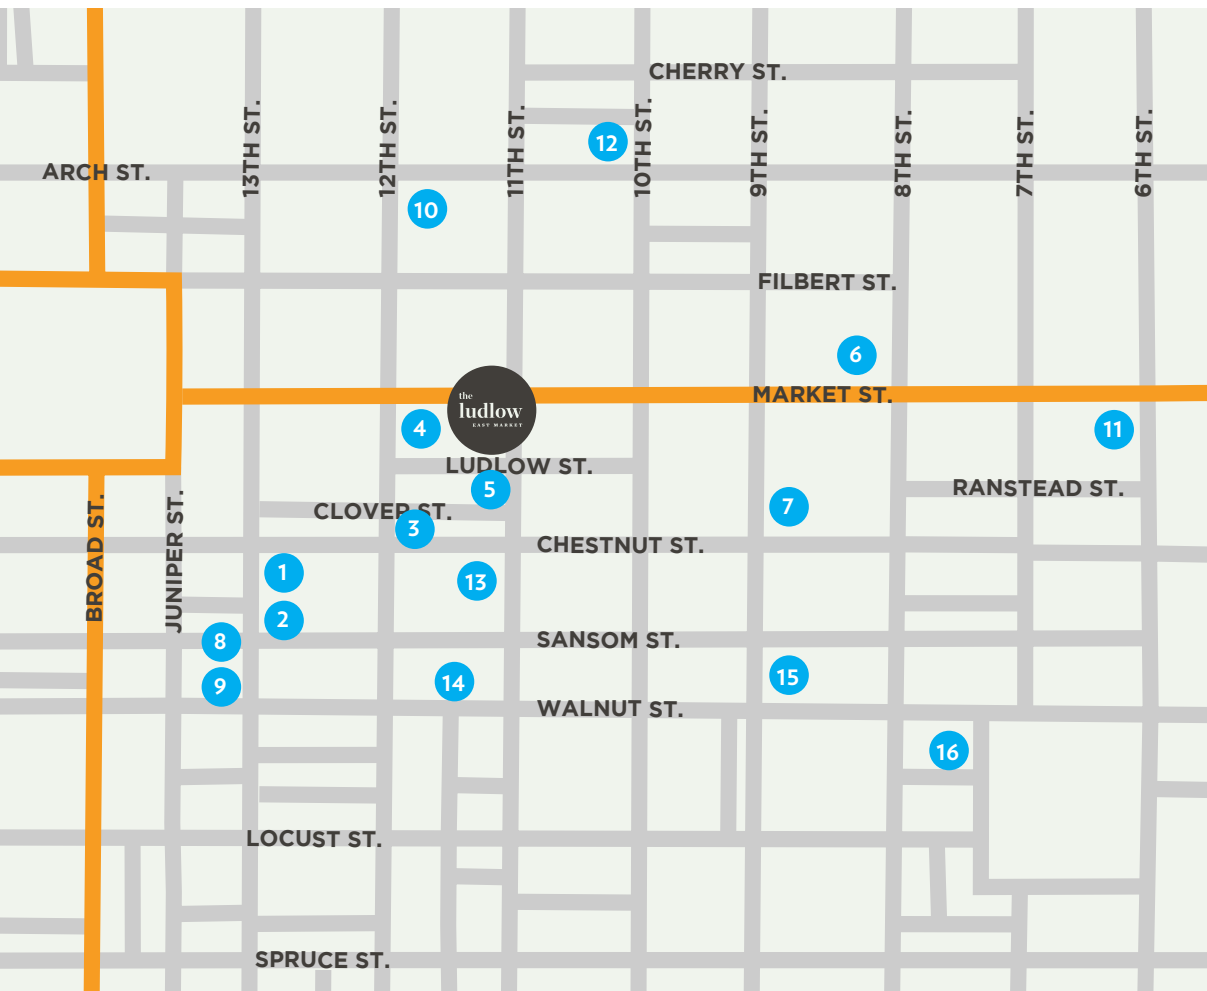 CHERRY ST.
13TH ST.
12TH ST.
11TH ST.
10TH ST.
9TH ST.
8TH ST.
7TH ST.
6TH ST.
12
ARCH ST.
10
FILBERT ST.
6
MARKET ST.
the
ludlow
EAST MARKET
4
11
LUDLOW ST.
5
RANSTEAD ST.
7
CLOVER ST.
3
BROAD ST.
JUNIPER ST.
CHESTNUT ST.
1
13
2
8
SANSOM ST.
9
14
15
WALNUT ST.
16
LOCUST ST.
SPRUCE ST.